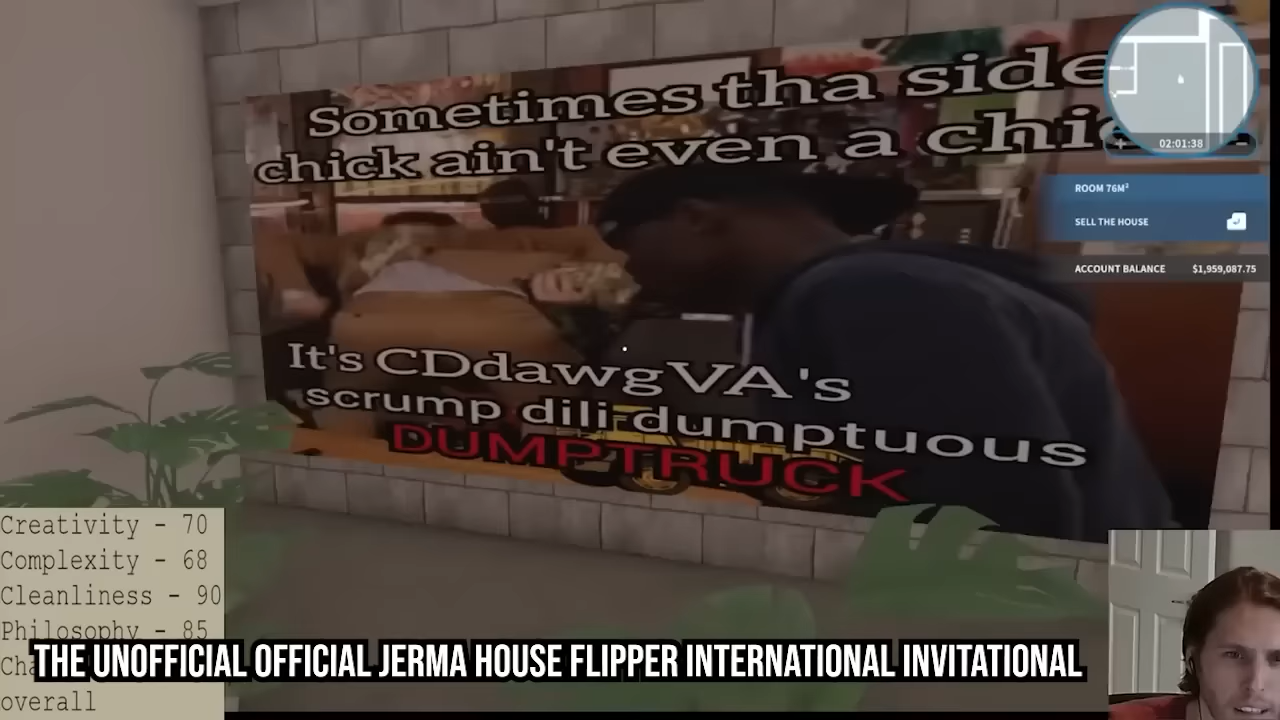 Sometimes tha side
chick ain't even a
It's CDdawgVA's
scrump dili dumptuous
DUMPTRUCK
02:01:38
ROOM 76M²
SELL THE HOUSE
ACCOUNT BALANCE $1,959,087.75
Creativity - 70
Complexity - 68
Cleanliness - 90
Philosophy - 85
overall
THE UNOFFICIAL OFFICIAL JERMA HOUSE FLIPPER INTERNATIONAL INVITATIONAL